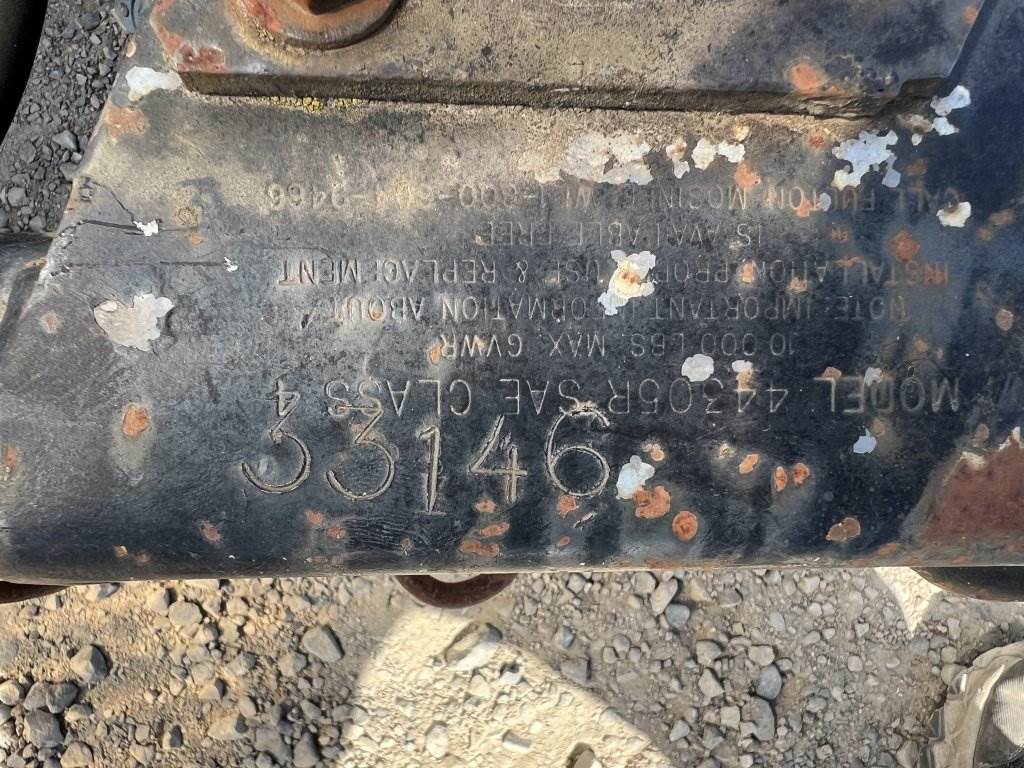 33146
MODEL 44305R SAE CLASS 4
10 000 LBS. MAX. GVWR
NOTE: IMPORTANT INFORMATION ABOUT
INSTALLATION PROPER USE & REPLACEMENT
IS AVAILABLE FREE
CALL FULTON MOSINEE WI